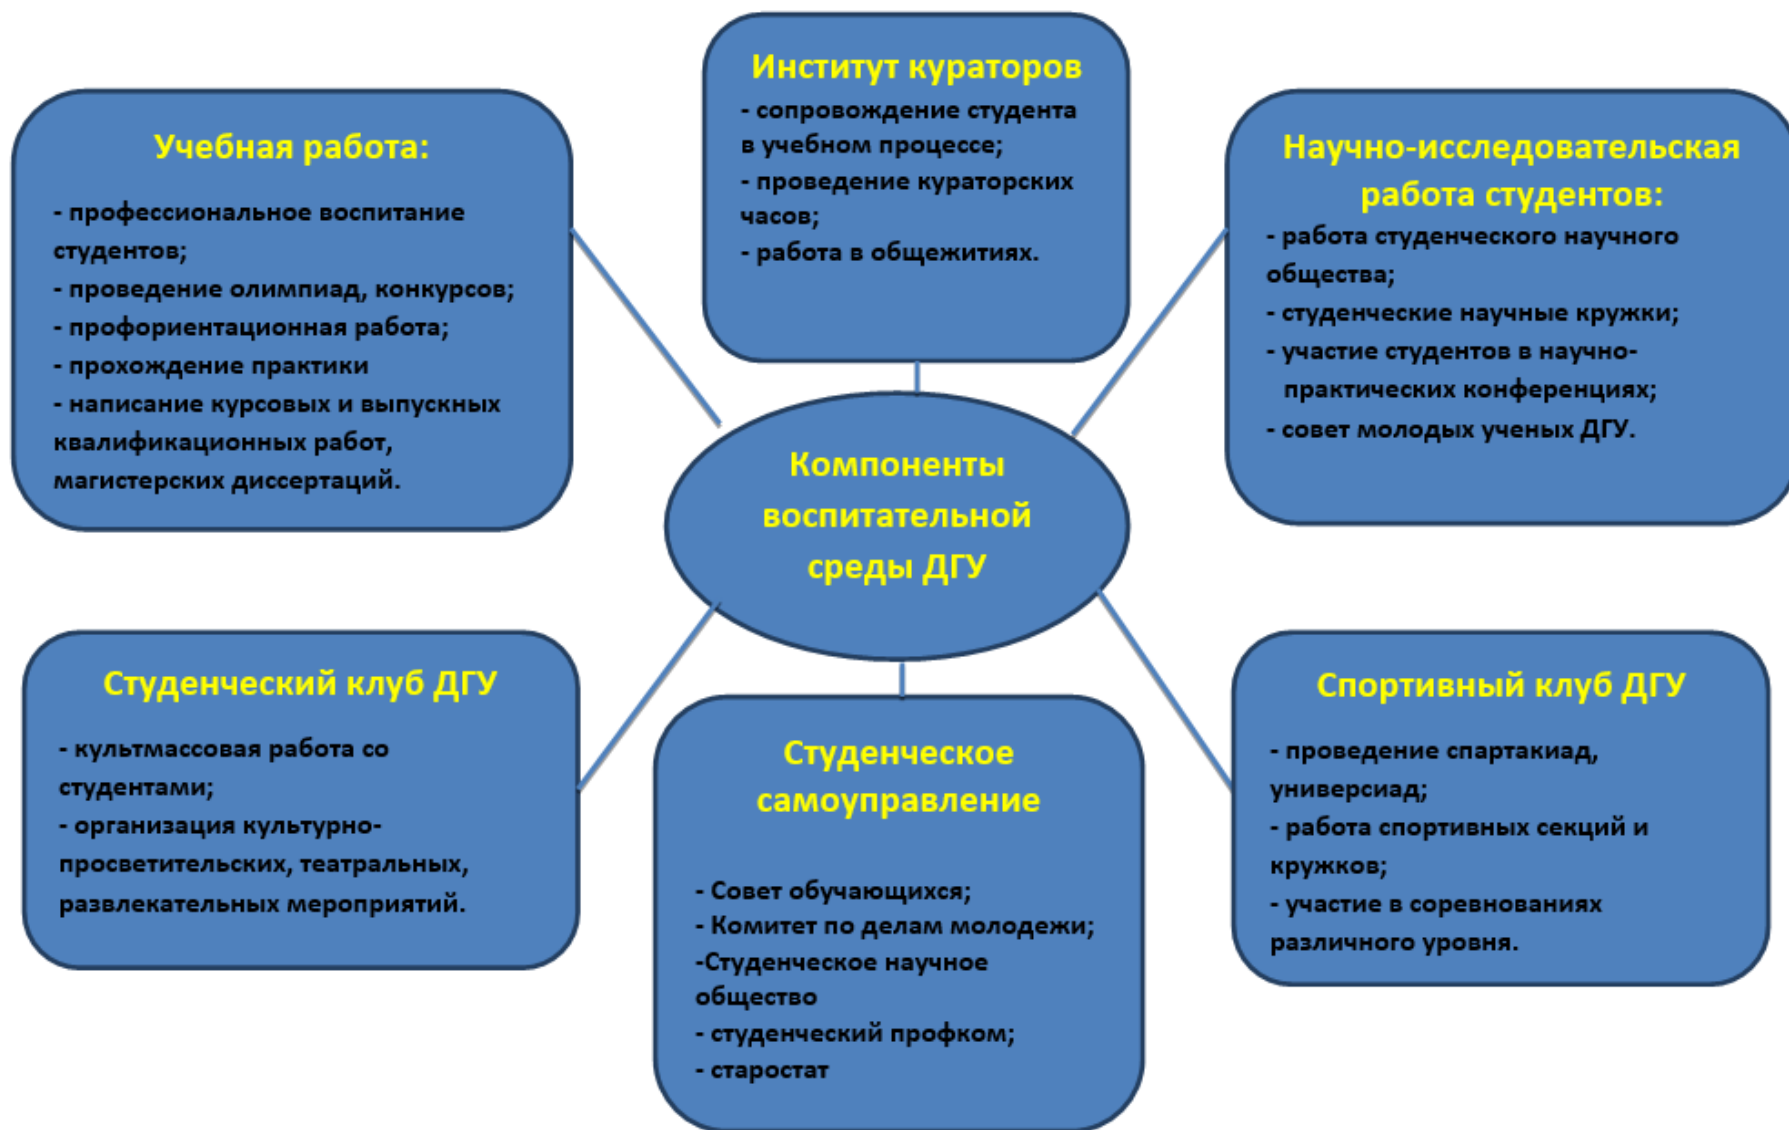 Институт кураторов
- сопровождение студента
в учебном процессе;
- проведение кураторских
часов;
- работа в общежитиях.
Учебная работа:
- профессиональное воспитание
студентов;
- проведение олимпиад, конкурсов;
- профориентационная работа;
- прохождение практики
- написание курсовых и выпускных
квалификационных работ,
магистерских диссертаций.
Научно-исследовательская
работа студентов:
- работа студенческого научного
общества;
- студенческие научные кружки;
- участие студентов в научно-
практических конференциях;
- совет молодых ученых ДГУ.
Компоненты
воспитательной
среды ДГУ
Студенческий клуб ДГУ
- культмассовая работа со
студентами;
- организация культурно-
просветительских, театральных,
развлекательных мероприятий.
Студенческое
самоуправление
- Совет обучающихся;
- Комитет по делам молодежи;
-Студенческое научное
общество
- студенческий профком;
- старостат
Спортивный клуб ДГУ
- проведение спартакиад,
универсиад;
- работа спортивных секций и
кружков;
- участие в соревнованиях
различного уровня.